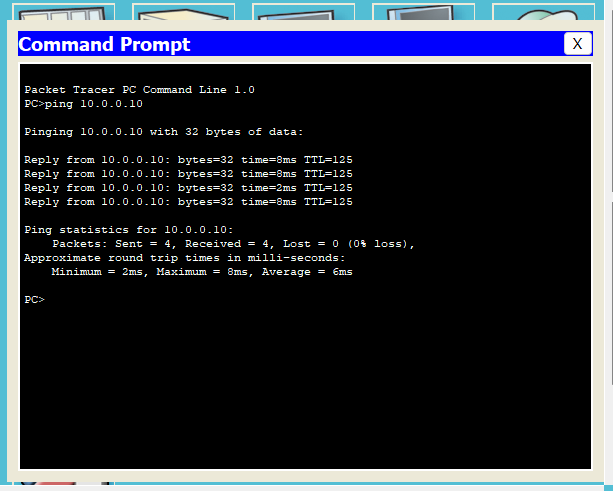 Command Prompt
X
Packet Tracer PC Command Line 1.0
PC>ping 10.0.0.10
Pinging 10.0.0.10 with 32 bytes of data:
Reply from 10.0.0.10: bytes=32 time=8ms TTL=125
Reply from 10.0.0.10: bytes=32 time=8ms TTL=125
Reply from 10.0.0.10: bytes=32 time=2ms TTL=125
Reply from 10.0.0.10: bytes=32 time=8ms TTL=125
Ping statistics for 10.0.0.10:
Packets: Sent = 4, Received = 4, Lost = 0 (0% loss),
Approximate round trip times in milli-seconds:
Minimum = 2ms, Maximum = 8ms, Average = 6ms
PC>